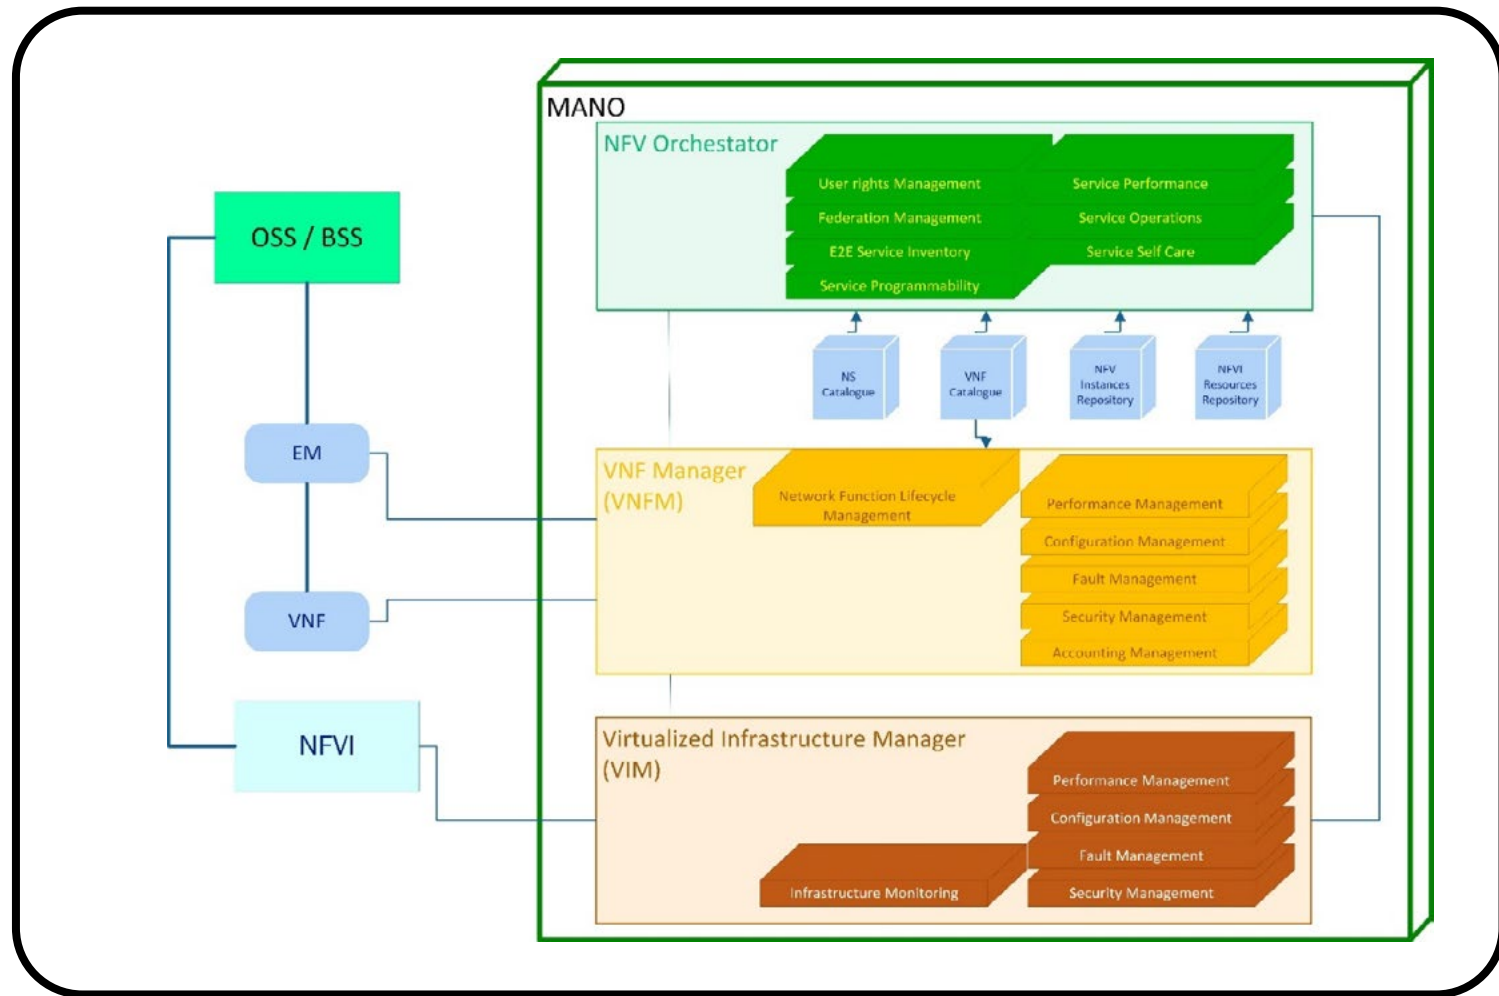 MANO
NFV Orchestator
User rights Management
Service Performance
Federation Management
Service Operations
E2E Service Inventory
Service Self Care
Service Programmability
OSS / BSS
NS
Catalogue
VNF
Catalogue
NFV
Instances
Repository
NFVI
Resources
Repository
EM
VNF Manager
(VNFM)
Network Function Lifecycle
Management
Performance Management
Configuration Management
Fault Management
Security Management
Accounting Management
VNF
NFVI
Virtualized Infrastructure Manager
(VIM)
Performance Management
Configuration Management
Fault Management
Infrastructure Monitoring
Security Management